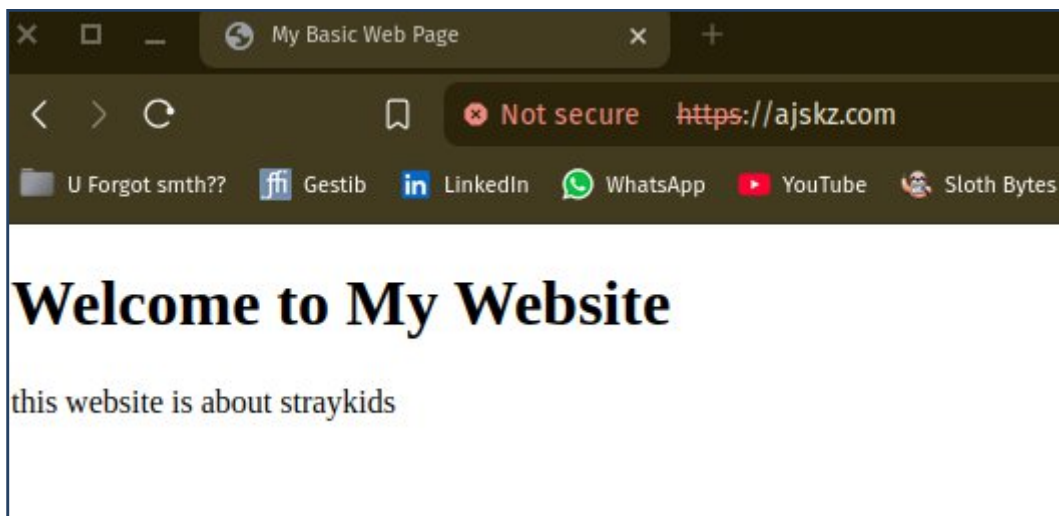 My Basic Web Page
Not secure https://ajskz.com
U Forgot smth?? Gestib LinkedIn WhatsApp YouTube Sloth Bytes
Welcome to My Website
this website is about straykids